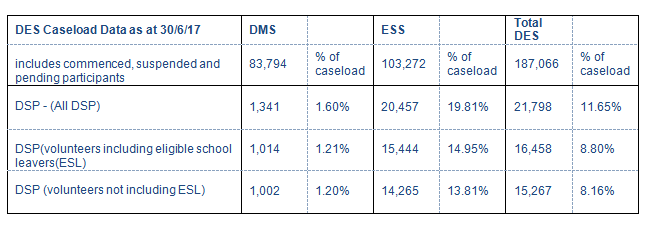 DES Caseload Data as at 30/6/17 DMS ESS Total
DES
includes commenced, suspended and 83,794 % of 103,272 % of 187,066 % of
pending participants caseload caseload caseload
DSP - (All DSP) 1,341 1.60% 20,457 19.81% 21,798 11.65%
DSP(volunteers including eligible school 1,014 1.21% 15,444 14.95% 16,458 8.80%
leavers(ESL)
DSP (volunteers not including ESL) 1,002 1.20% 14,265 13.81% 15,267 8.16%